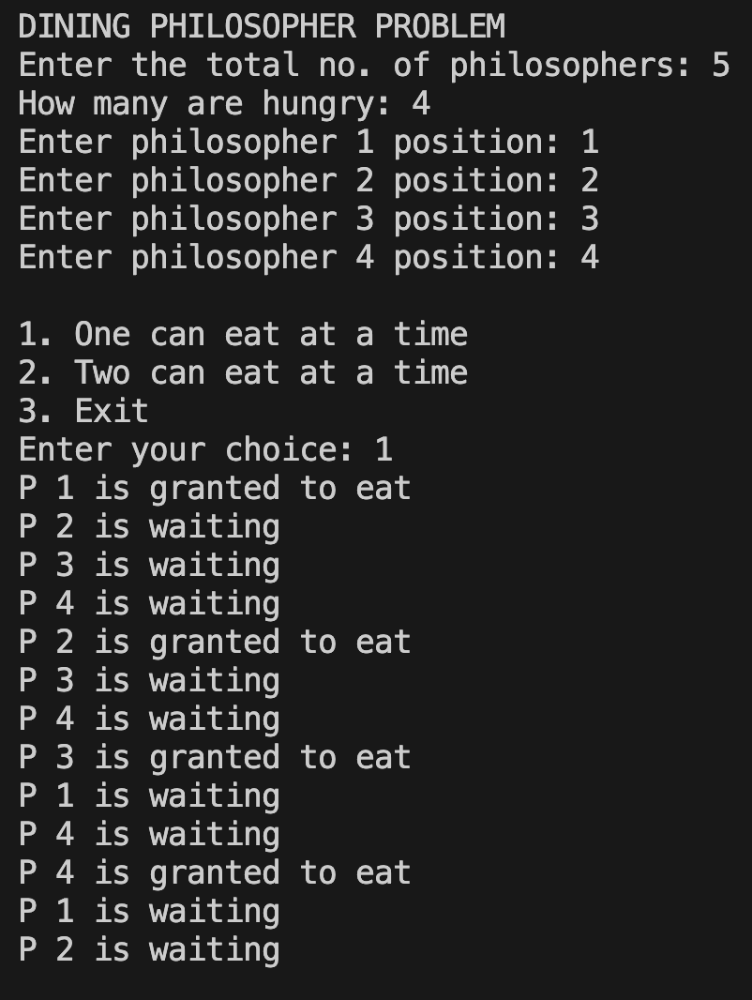 DINING PHILOSOPHER PROBLEM
Enter the total no. of philosophers: 5
How many are hungry: 4
Enter philosopher 1 position: 1
Enter philosopher 2 position: 2
Enter philosopher 3 position: 3
Enter philosopher 4 position: 4
1. One can eat at a time
2. Two can eat at a time
3. Exit
Enter your choice: 1
P 1 is granted to eat
P 2 is waiting
P 3 is waiting
P 4 is waiting
P 2 is granted to eat
P 3 is waiting
P 4 is waiting
P 3 is granted to eat
P 1 is waiting
P 4 is waiting
P 4 is granted to eat
P 1 is waiting
P 2 is waiting